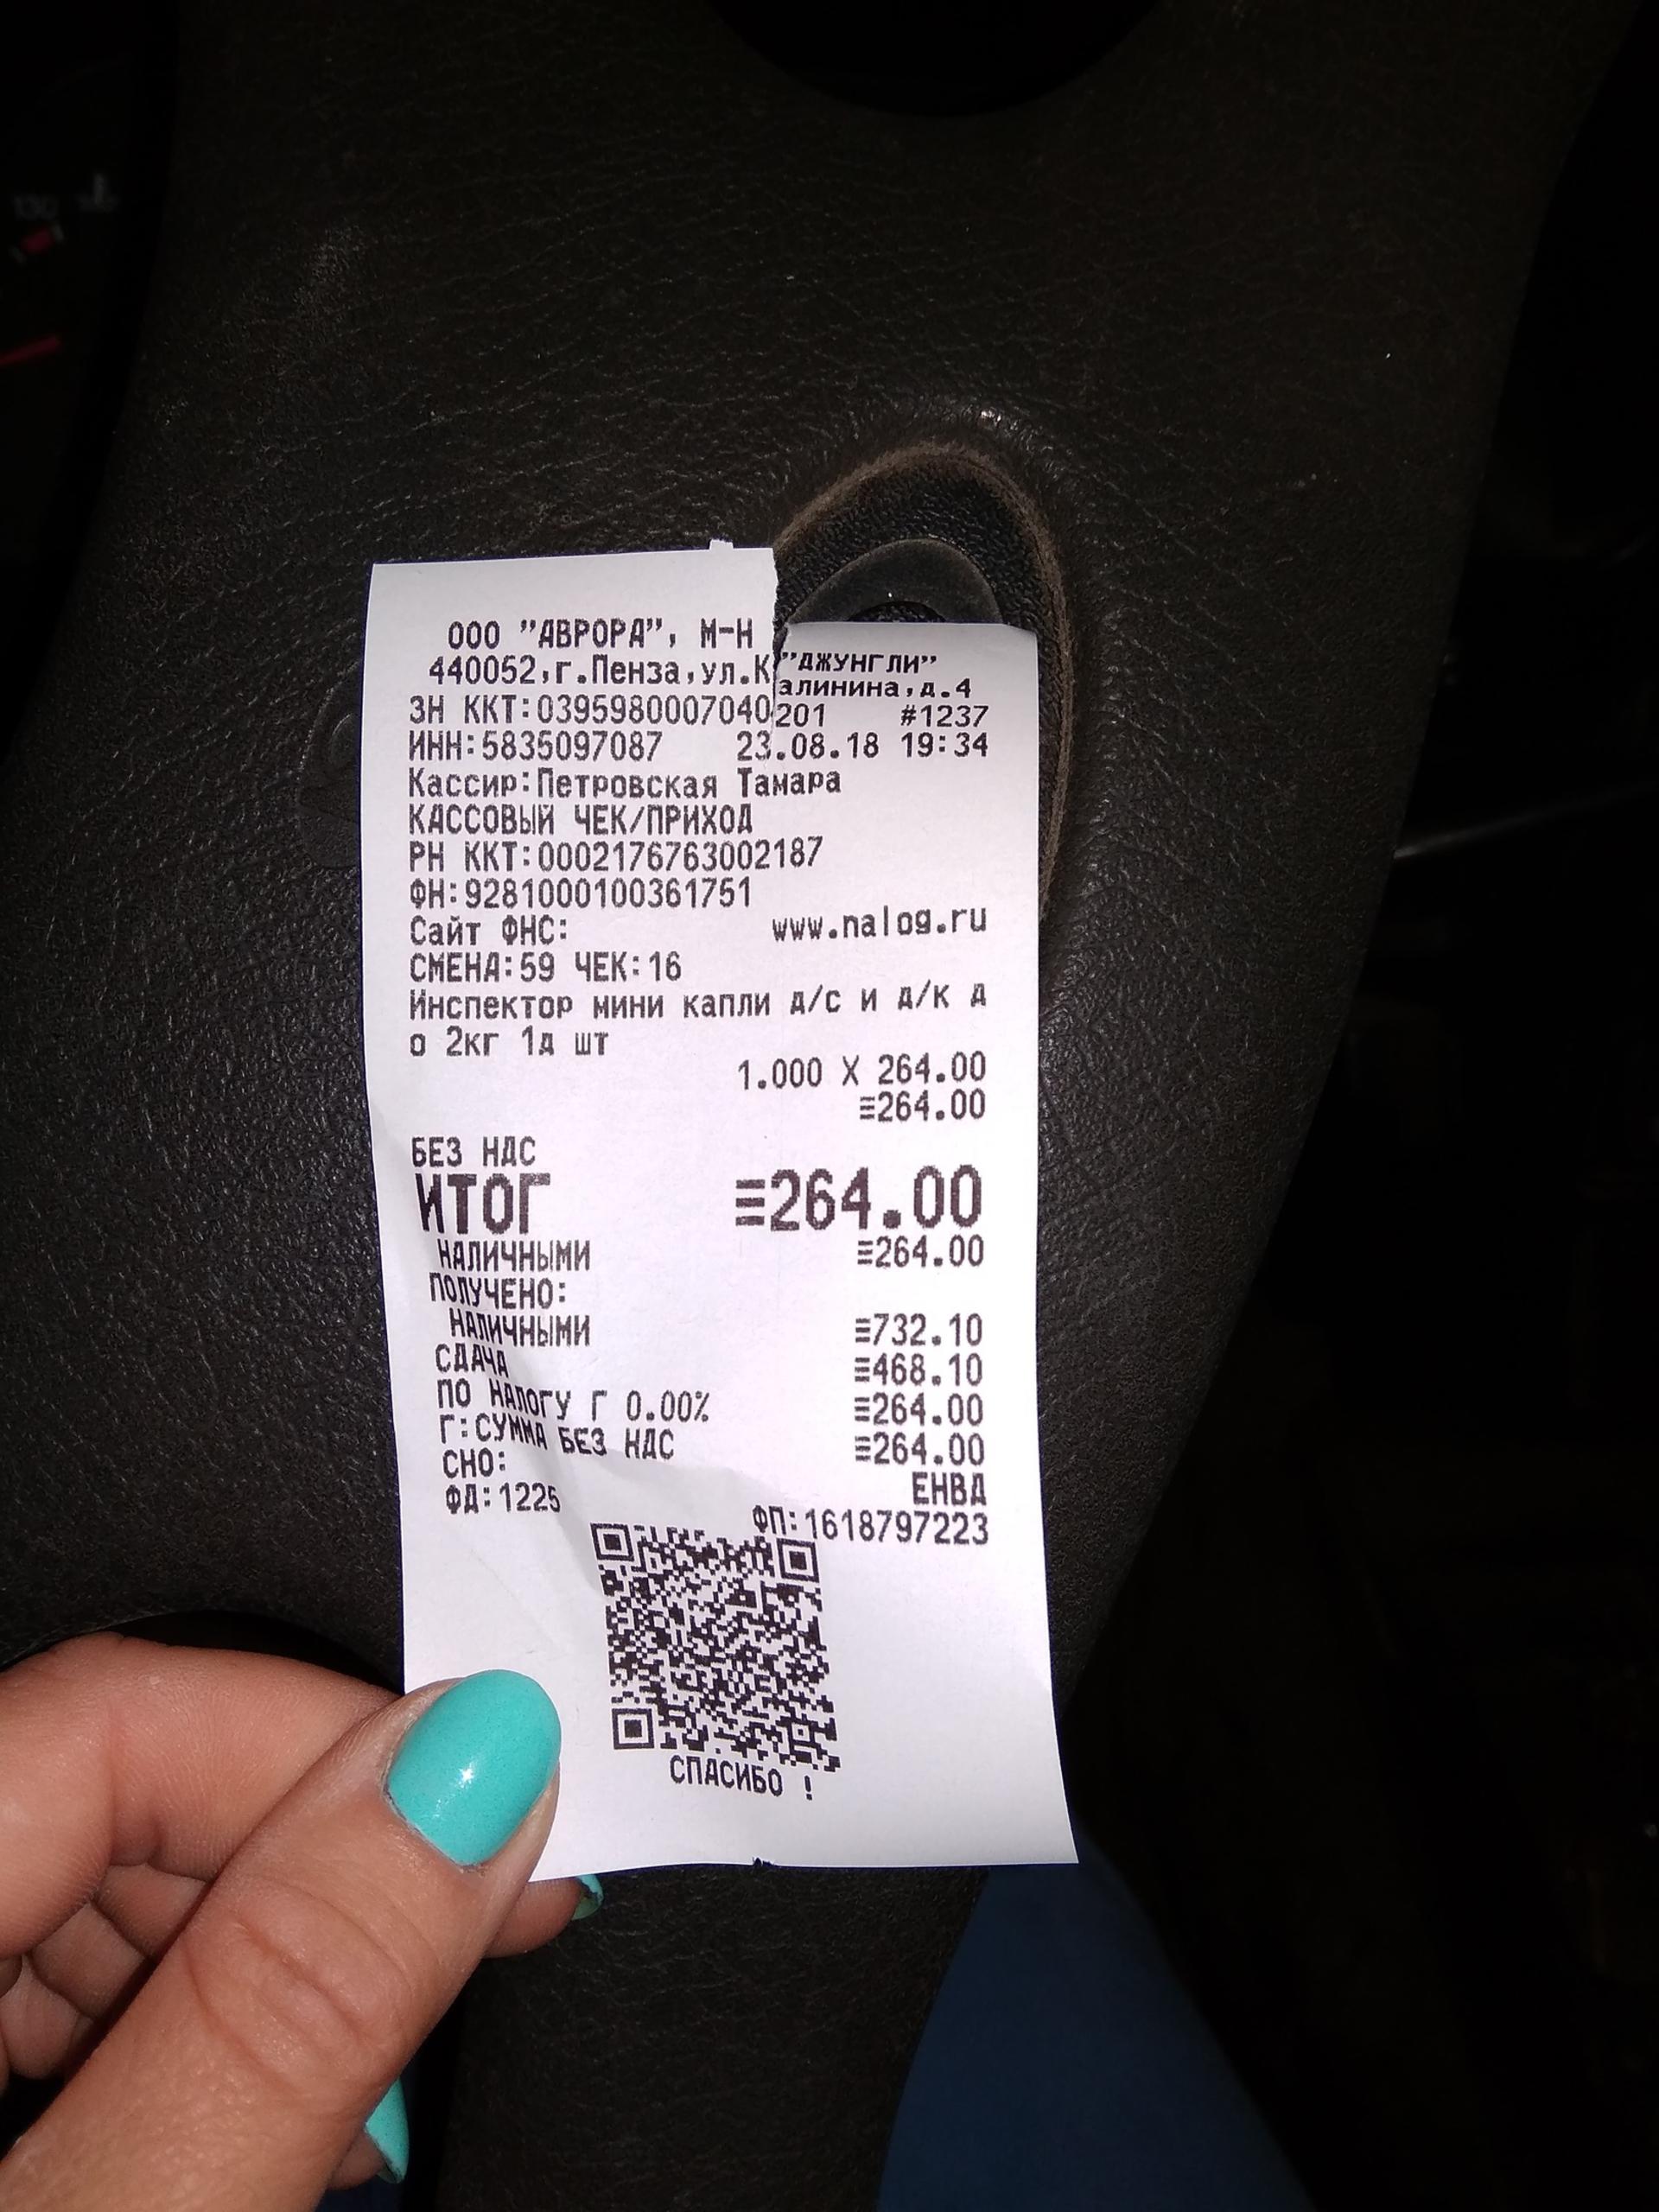 ООО "АВРОРА", М-Н "ДЖУНГЛИ"
440052,г.Пенза,ул.Калинина,д.4
ЗН ККТ:0395980007040201 #1237
ИНН:5835097087 23.08.18 19:34
Кассир:Петровская Тамара
КАССОВЫЙ ЧЕК/ПРИХОД
РН ККТ:0002176763002187
ФН:9281000100361751
Сайт ФНС: www.nalog.ru
СМЕНА:59 ЧЕК:16
Инспектор мини капли д/с и д/к д
о 2кг 1д шт
1.000 X 264.00
≡264.00
БЕЗ НДС
ИТОГ ≡264.00
НАЛИЧНЫМИ ≡264.00
ПОЛУЧЕНО:
НАЛИЧНЫМИ ≡732.10
СДАЧА ≡468.10
ПО НАЛОГУ Г 0.00% ≡264.00
Г:СУММА БЕЗ НДС ≡264.00
СНО: ЕНВД
ФД:1225 ФП:1618797223
СПАСИБО !